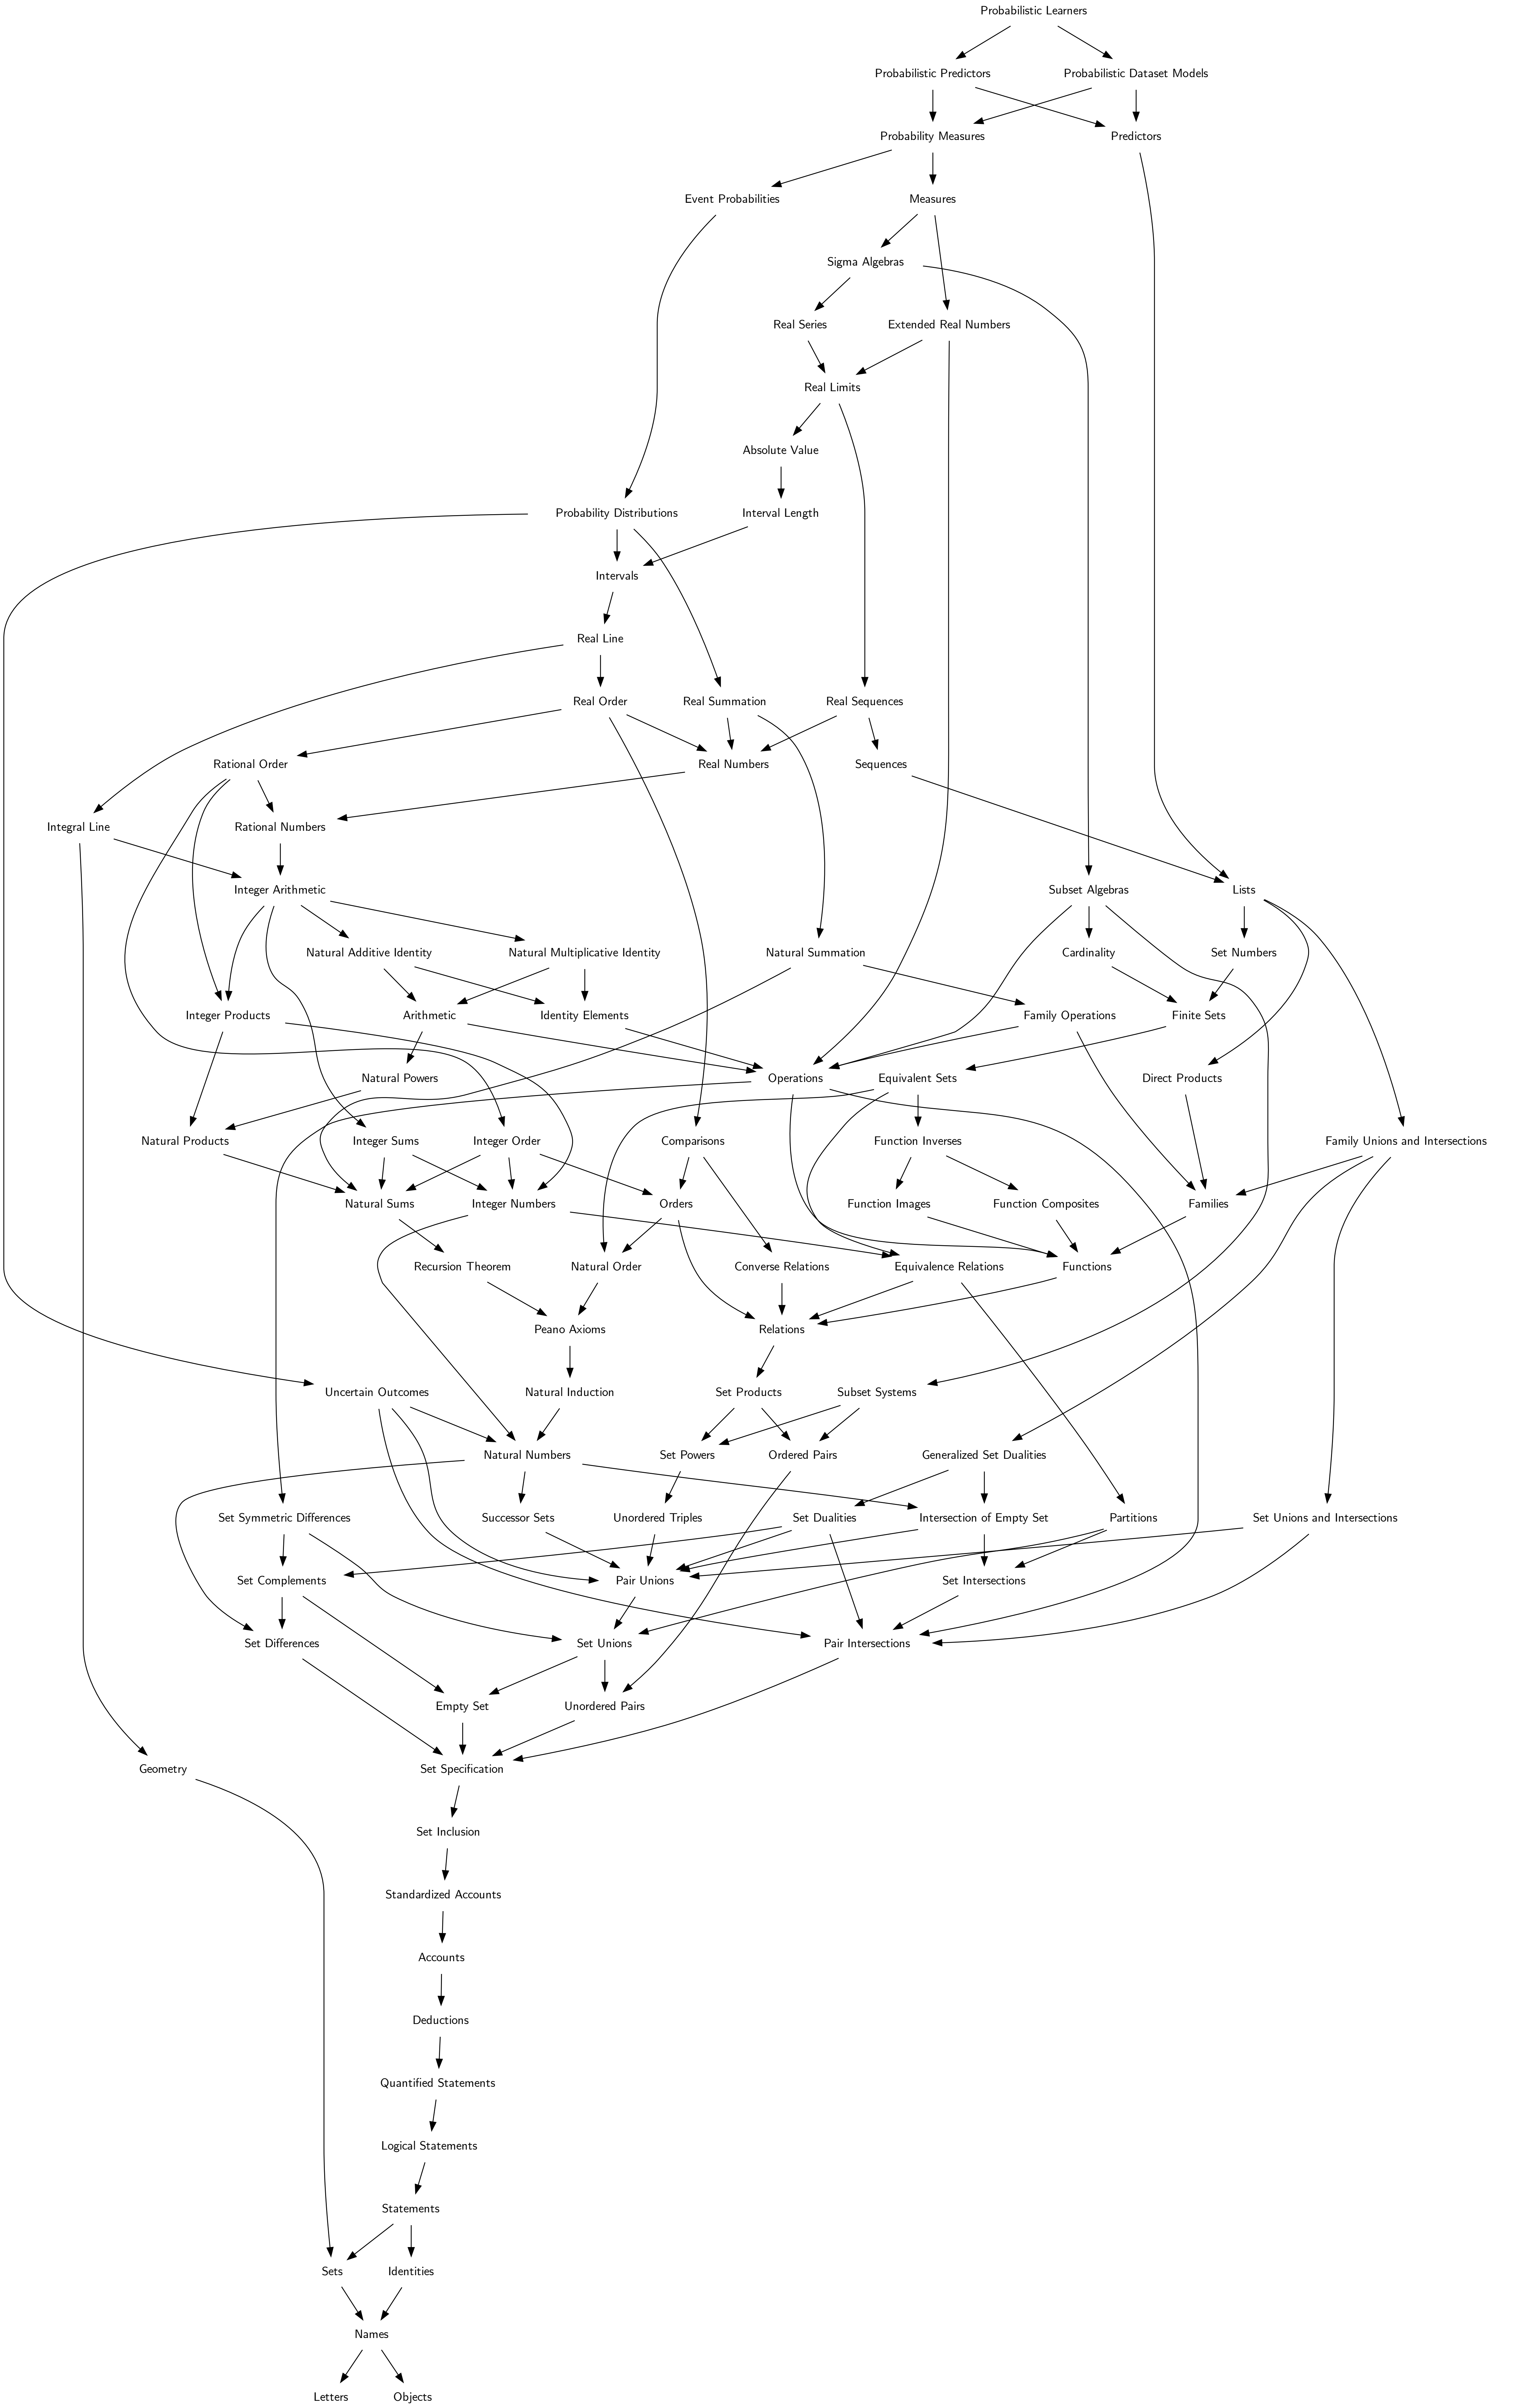 Probabilistic Learners
Probabilistic Predictors
Probabilistic Dataset Models
Probability Measures
Predictors
Event Probabilities
Measures
Sigma Algebras
Real Series
Extended Real Numbers
Real Limits
Absolute Value
Probability Distributions
Interval Length
Intervals
Real Line
Real Order
Real Summation
Real Sequences
Rational Order
Real Numbers
Sequences
Integral Line
Rational Numbers
Integer Arithmetic
Subset Algebras
Lists
Natural Additive Identity
Natural Multiplicative Identity
Natural Summation
Cardinality
Set Numbers
Integer Products
Arithmetic
Identity Elements
Family Operations
Finite Sets
Natural Powers
Operations
Equivalent Sets
Direct Products
Natural Products
Integer Sums
Integer Order
Comparisons
Function Inverses
Family Unions and Intersections
Natural Sums
Integer Numbers
Orders
Function Images
Function Composites
Families
Recursion Theorem
Natural Order
Converse Relations
Equivalence Relations
Functions
Peano Axioms
Relations
Uncertain Outcomes
Natural Induction
Set Products
Subset Systems
Natural Numbers
Set Powers
Ordered Pairs
Generalized Set Dualities
Set Symmetric Differences
Successor Sets
Unordered Triples
Set Dualities
Intersection of Empty Set
Partitions
Set Unions and Intersections
Set Complements
Pair Unions
Set Intersections
Set Differences
Set Unions
Pair Intersections
Empty Set
Unordered Pairs
Geometry
Set Specification
Set Inclusion
Standardized Accounts
Accounts
Deductions
Quantified Statements
Logical Statements
Statements
Sets
Identities
Names
Letters
Objects